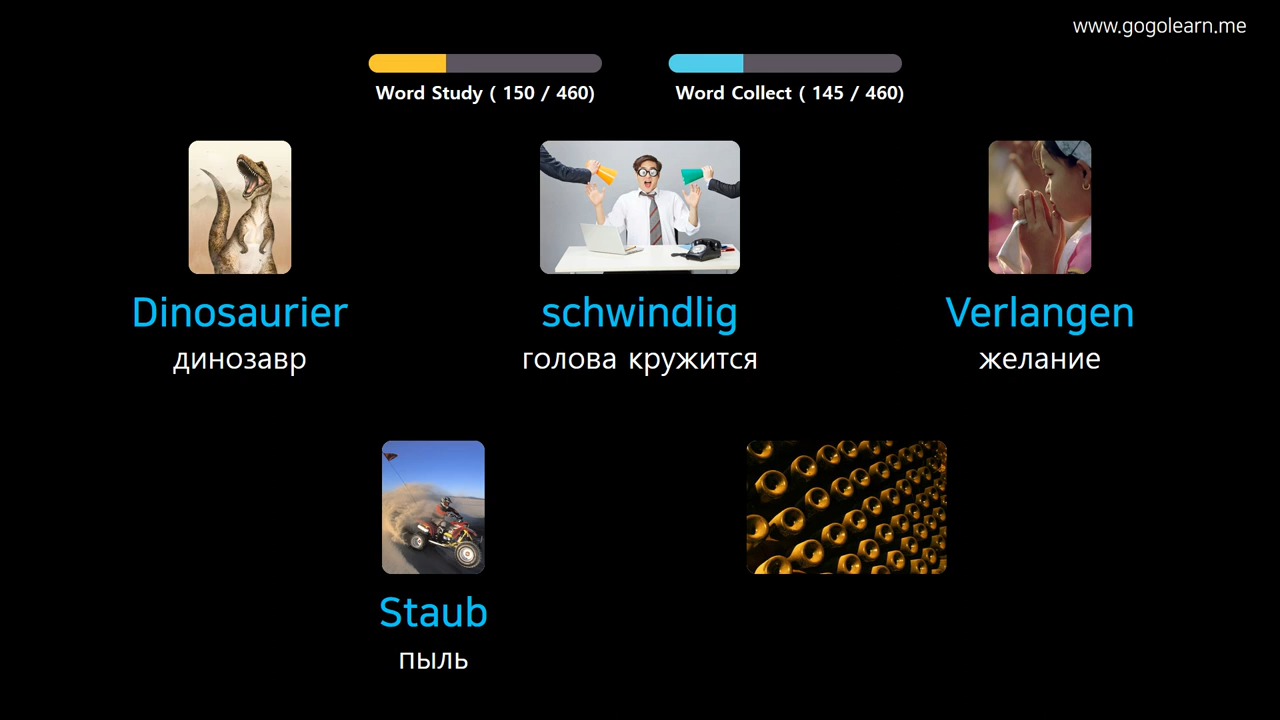 www.gogolearn.me
Word Study ( 150 / 460)
Word Collect ( 145 / 460)
Dinosaurier
динозавр
schwindlig
голова кружится
Verlangen
желание
Staub
пыль